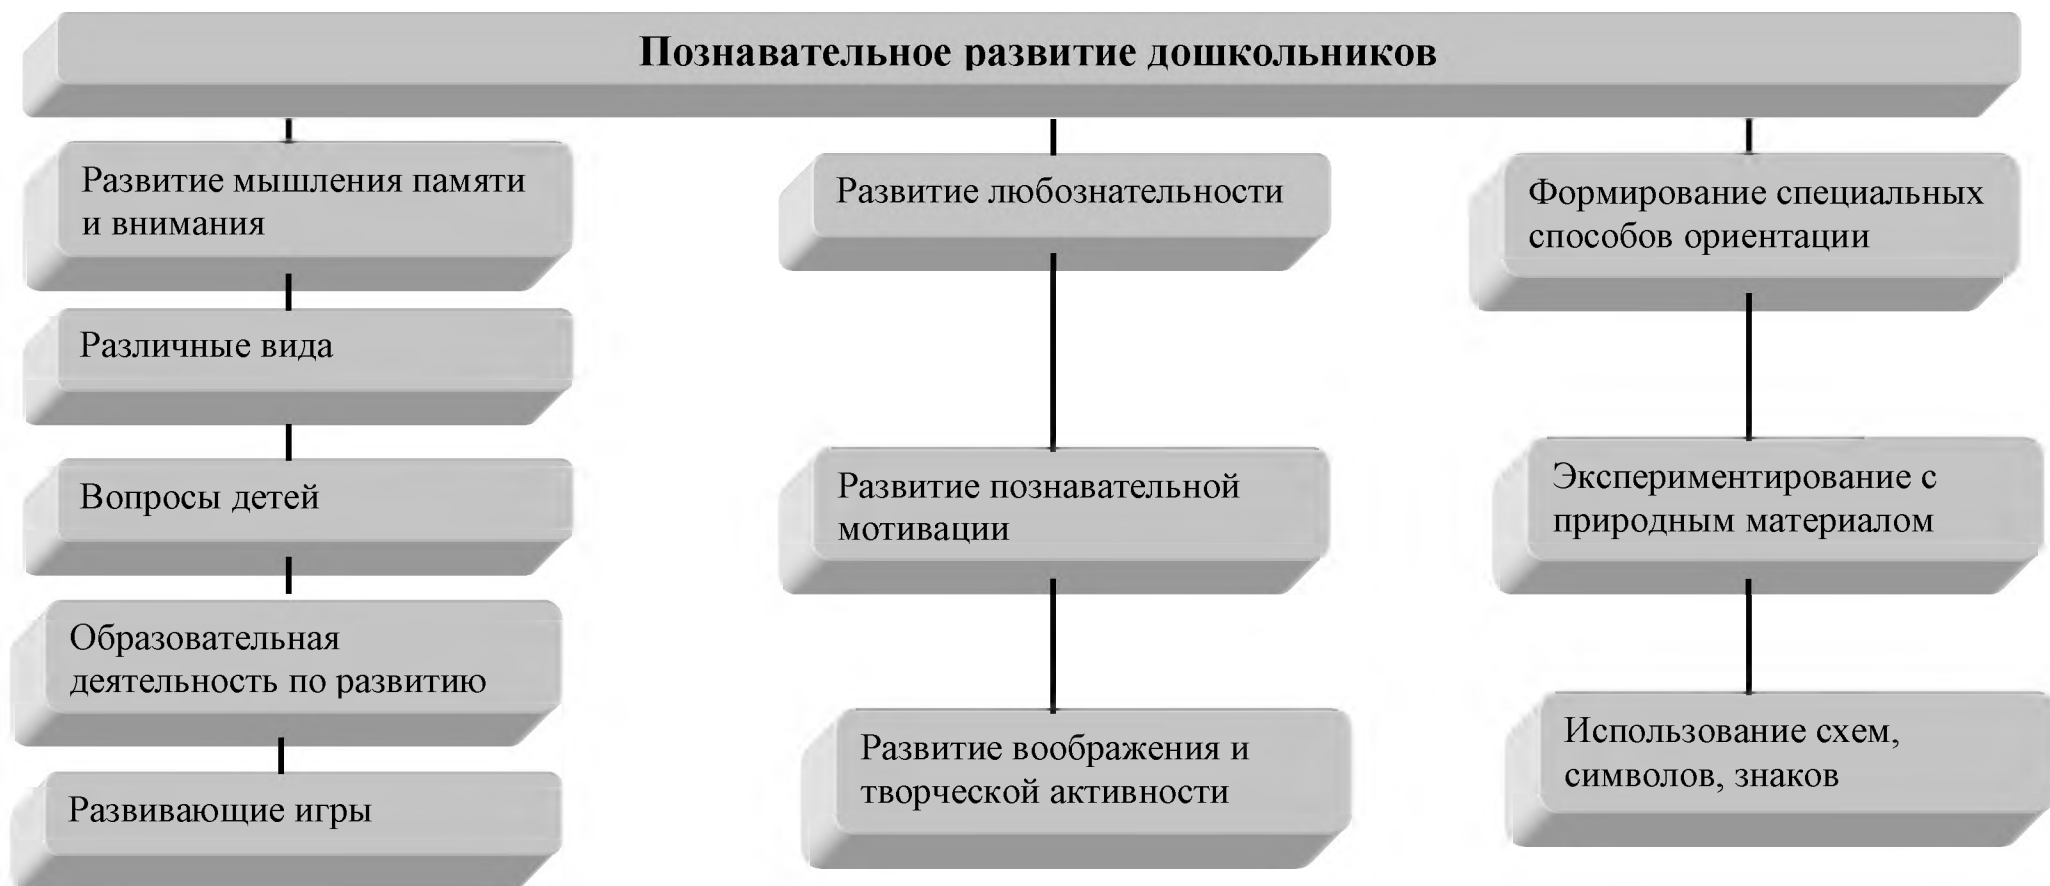 Познавательное развитие дошкольников
Развитие мышления памяти
и внимания
Различные вида
Вопросы детей
Образовательная
деятельность по развитию
Развивающие игры
Развитие любознательности
Развитие познавательной
мотивации
Развитие воображения и
творческой активности
Формирование специальных
способов ориентации
Экспериментирование с
природным материалом
Использование схем,
символов, знаков